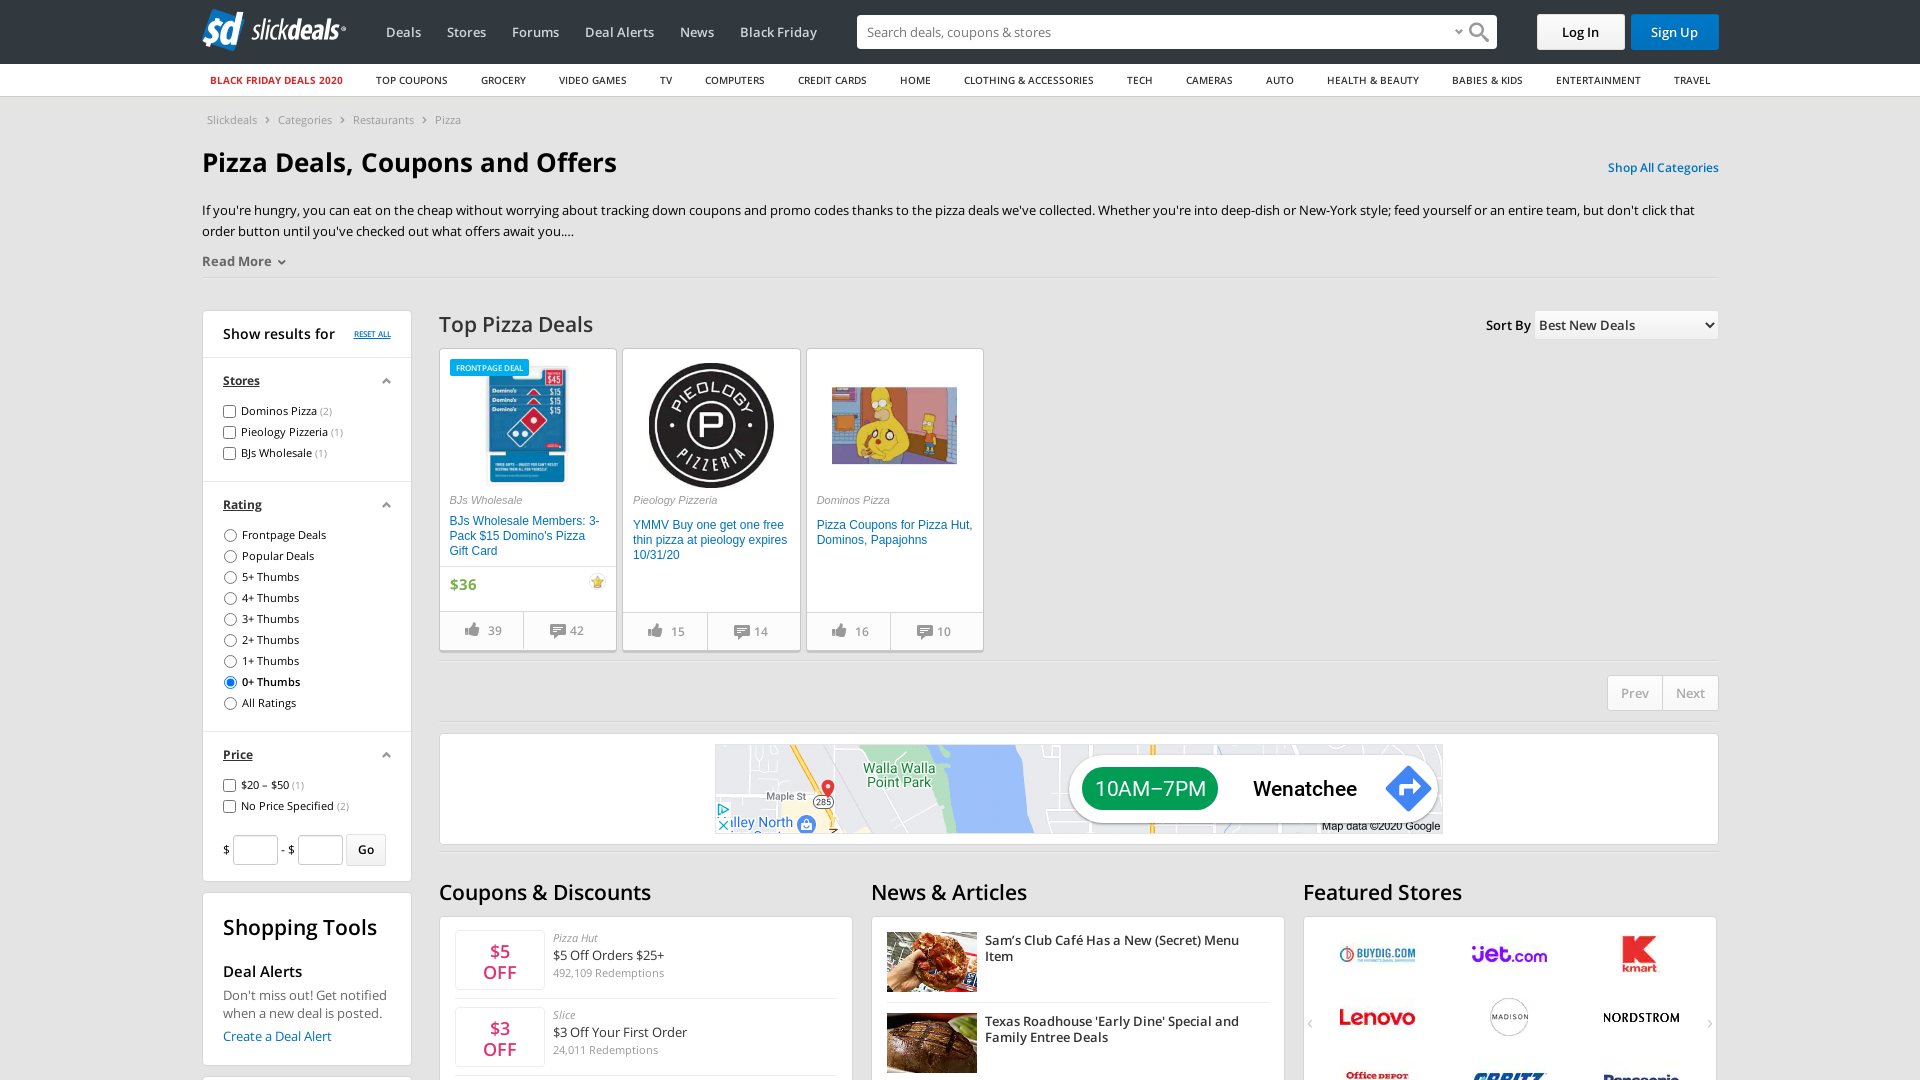 sd slickdeals
Deals
Stores
Forums
Deal Alerts
News
Black Friday
Search deals, coupons & stores
Log In
Sign Up
BLACK FRIDAY DEALS 2020
TOP COUPONS
GROCERY
VIDEO GAMES
TV
COMPUTERS
CREDIT CARDS
HOME
CLOTHING & ACCESSORIES
TECH
CAMERAS
AUTO
HEALTH & BEAUTY
BABIES & KIDS
ENTERTAINMENT
TRAVEL
Slickdeals > Categories > Restaurants > Pizza
Pizza Deals, Coupons and Offers
Shop All Categories
If you're hungry, you can eat on the cheap without worrying about tracking down coupons and promo codes thanks to the pizza deals we've collected. Whether you're into deep-dish or New-York style; feed yourself or an entire team, but don't click that
order button until you've checked out what offers await you....
Read More
Show results for
RESET ALL
Stores
Dominos Pizza (2)
Pieology Pizzeria (1)
BJs Wholesale (1)
Rating
Frontpage Deals
Popular Deals
5+ Thumbs
4+ Thumbs
3+ Thumbs
2+ Thumbs
1+ Thumbs
0+ Thumbs
All Ratings
Price
$20 – $50 (1)
No Price Specified (2)
$ - $ Go
Shopping Tools
Deal Alerts
Don't miss out! Get notified
when a new deal is posted.
Create a Deal Alert
Top Pizza Deals
Sort By Best New Deals
FRONTPAGE DEAL
$45
Domino's $15
Domino's $15
Domino's $15
BJs Wholesale
BJs Wholesale Members: 3-
Pack $15 Domino's Pizza
Gift Card
$36
39
42
PIEOLOGY
P
PIZZERIA
Pieology Pizzeria
YMMV Buy one get one free
thin pizza at pieology expires
10/31/20
15
14
Dominos Pizza
Pizza Coupons for Pizza Hut,
Dominos, Papajohns
16
10
Prev
Next
Walla Walla
Point Park
Maple St
285
alley North
10AM–7PM
Wenatchee
Map data ©2020 Google
Coupons & Discounts
$5
OFF
Pizza Hut
$5 Off Orders $25+
492,109 Redemptions
$3
OFF
Slice
$3 Off Your First Order
24,011 Redemptions
News & Articles
Sam's Club Café Has a New (Secret) Menu
Item
Texas Roadhouse 'Early Dine' Special and
Family Entree Deals
Featured Stores
BUYDIG.COM
Jet.com
K
kmart
Lenovo
MADISON
NORDSTROM
Office DEPOT
ORBITZ
Panasonic